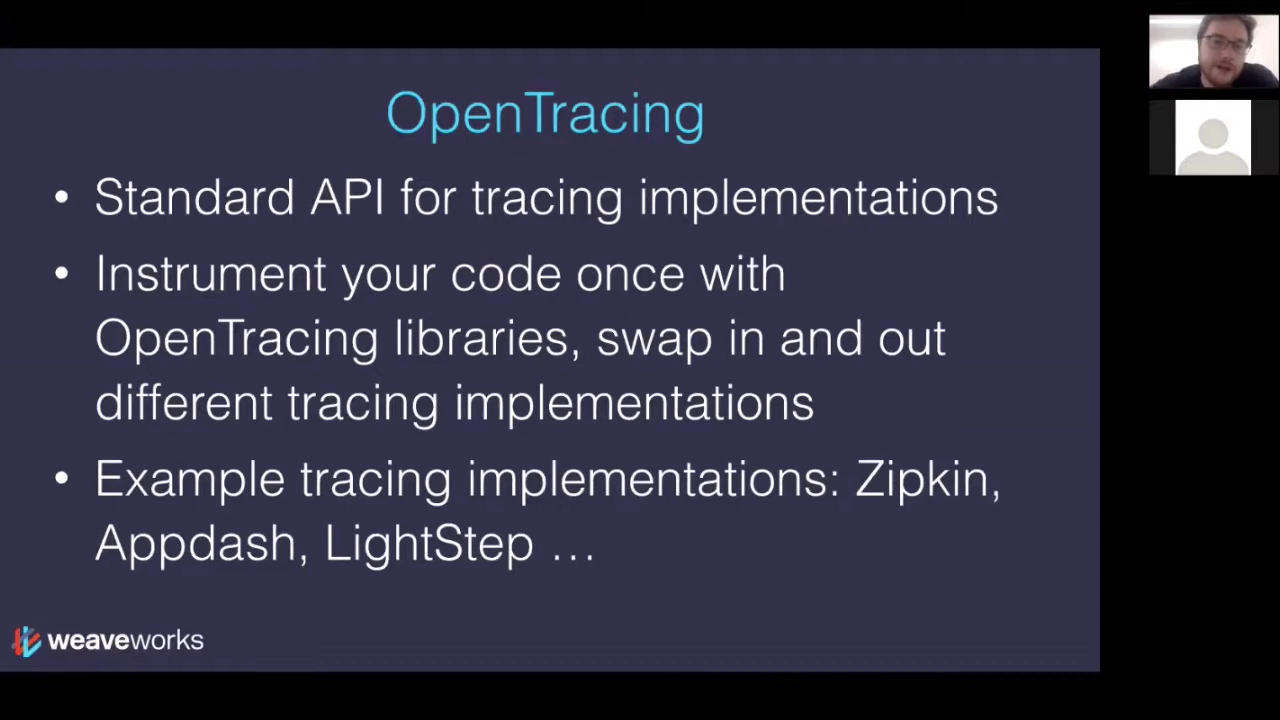 OpenTracing
• Standard API for tracing implementations
• Instrument your code once with
OpenTracing libraries, swap in and out
different tracing implementations
• Example tracing implementations: Zipkin,
Appdash, LightStep …
weaveworks